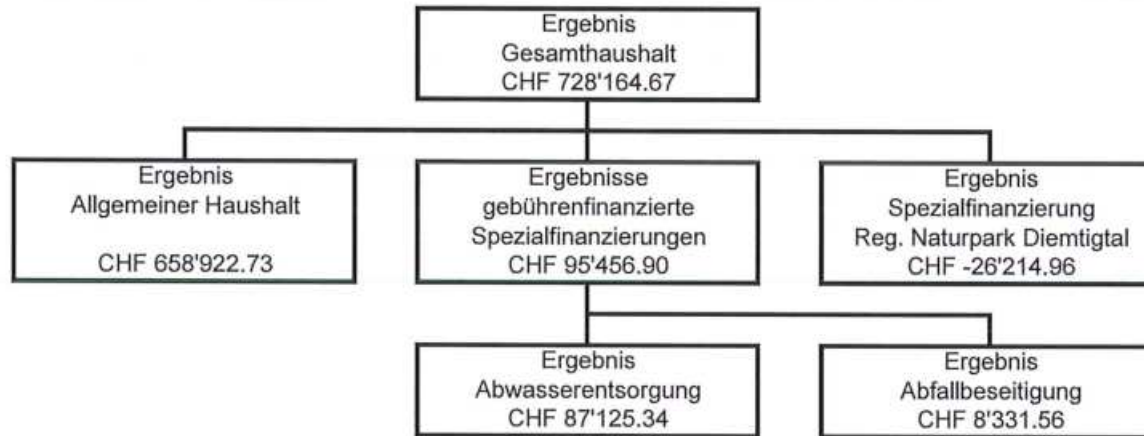 Ergebnis
Gesamthaushalt
CHF 728'164.67
Ergebnis
Allgemeiner Haushalt
CHF 658'922.73
Ergebnisse
gebührenfinanzierte
Spezialfinanzierungen
CHF 95'456.90
Ergebnis
Spezialfinanzierung
Reg. Naturpark Diemtigtal
CHF -26'214.96
Ergebnis
Abwasserentsorgung
CHF 87'125.34
Ergebnis
Abfallbeseitigung
CHF 8'331.56